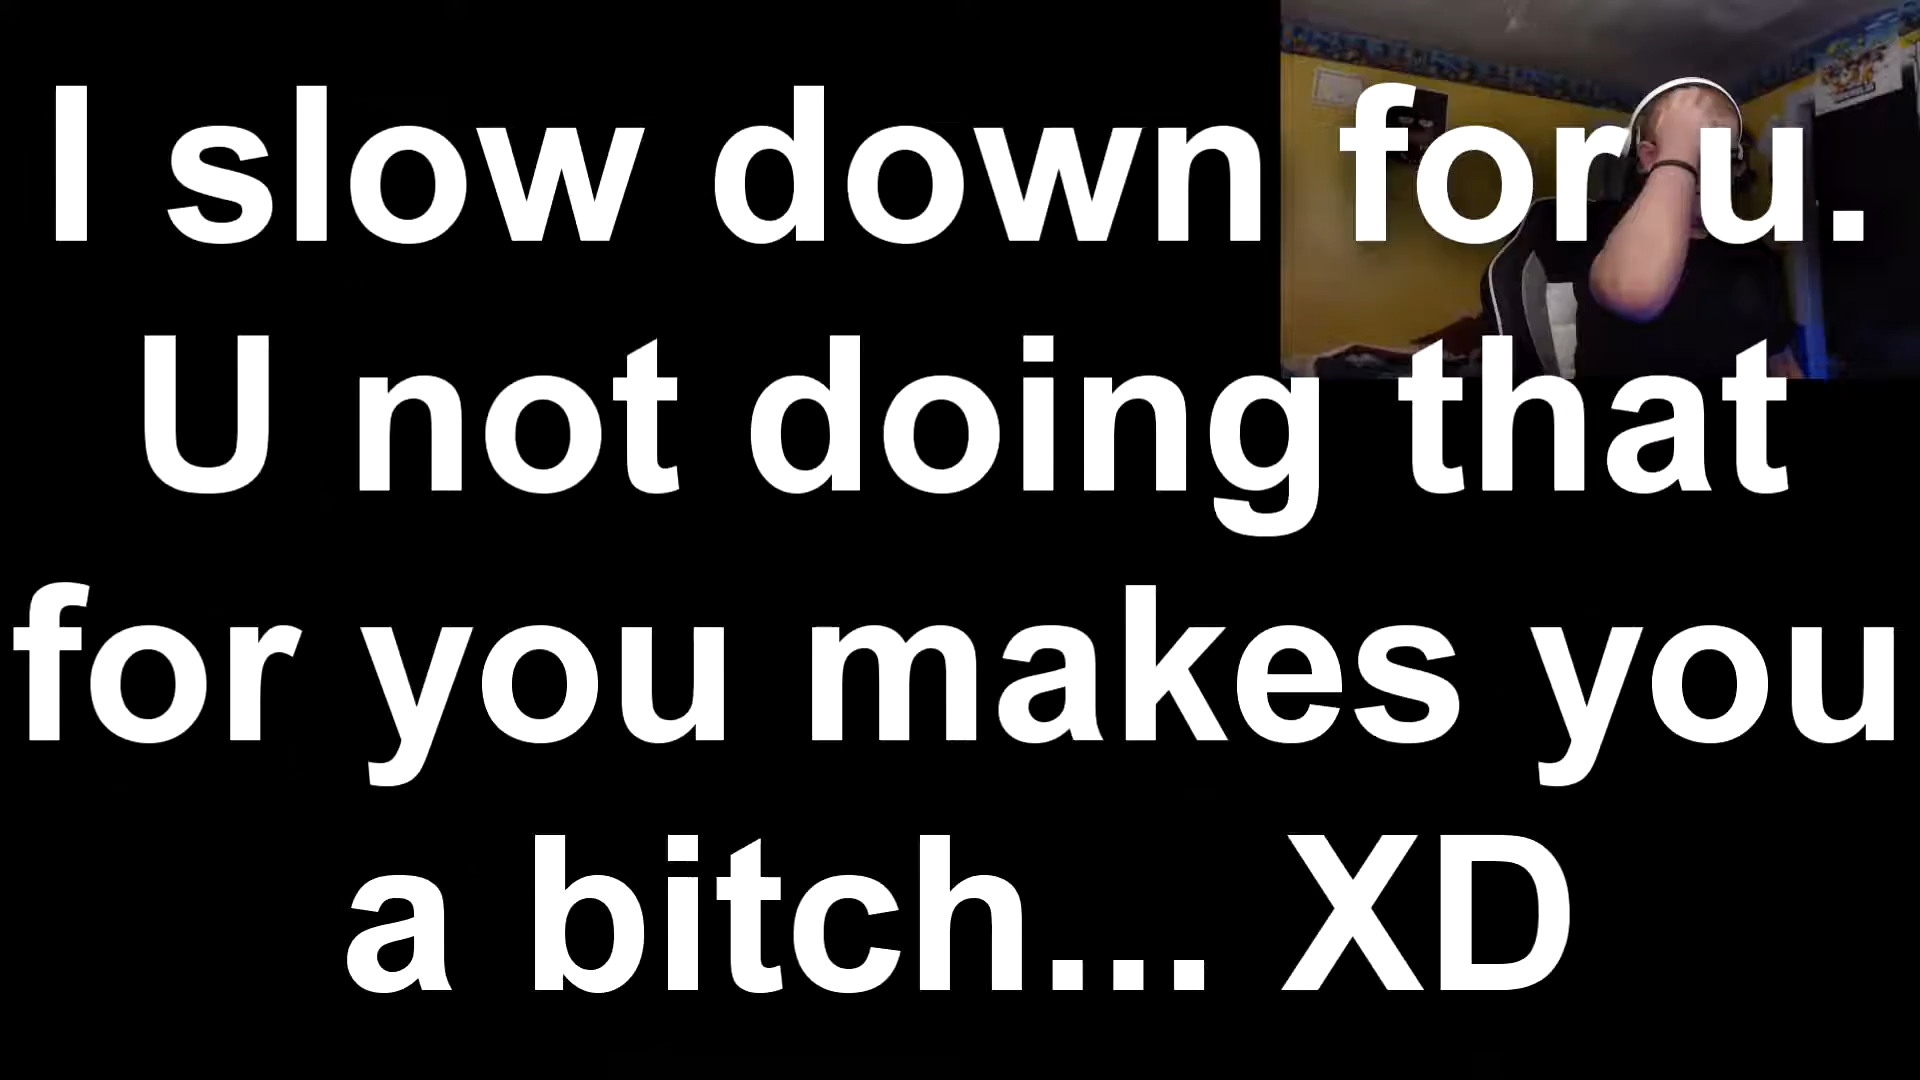 I slow down for u.
U not doing that
for you makes you
a bitch... XD